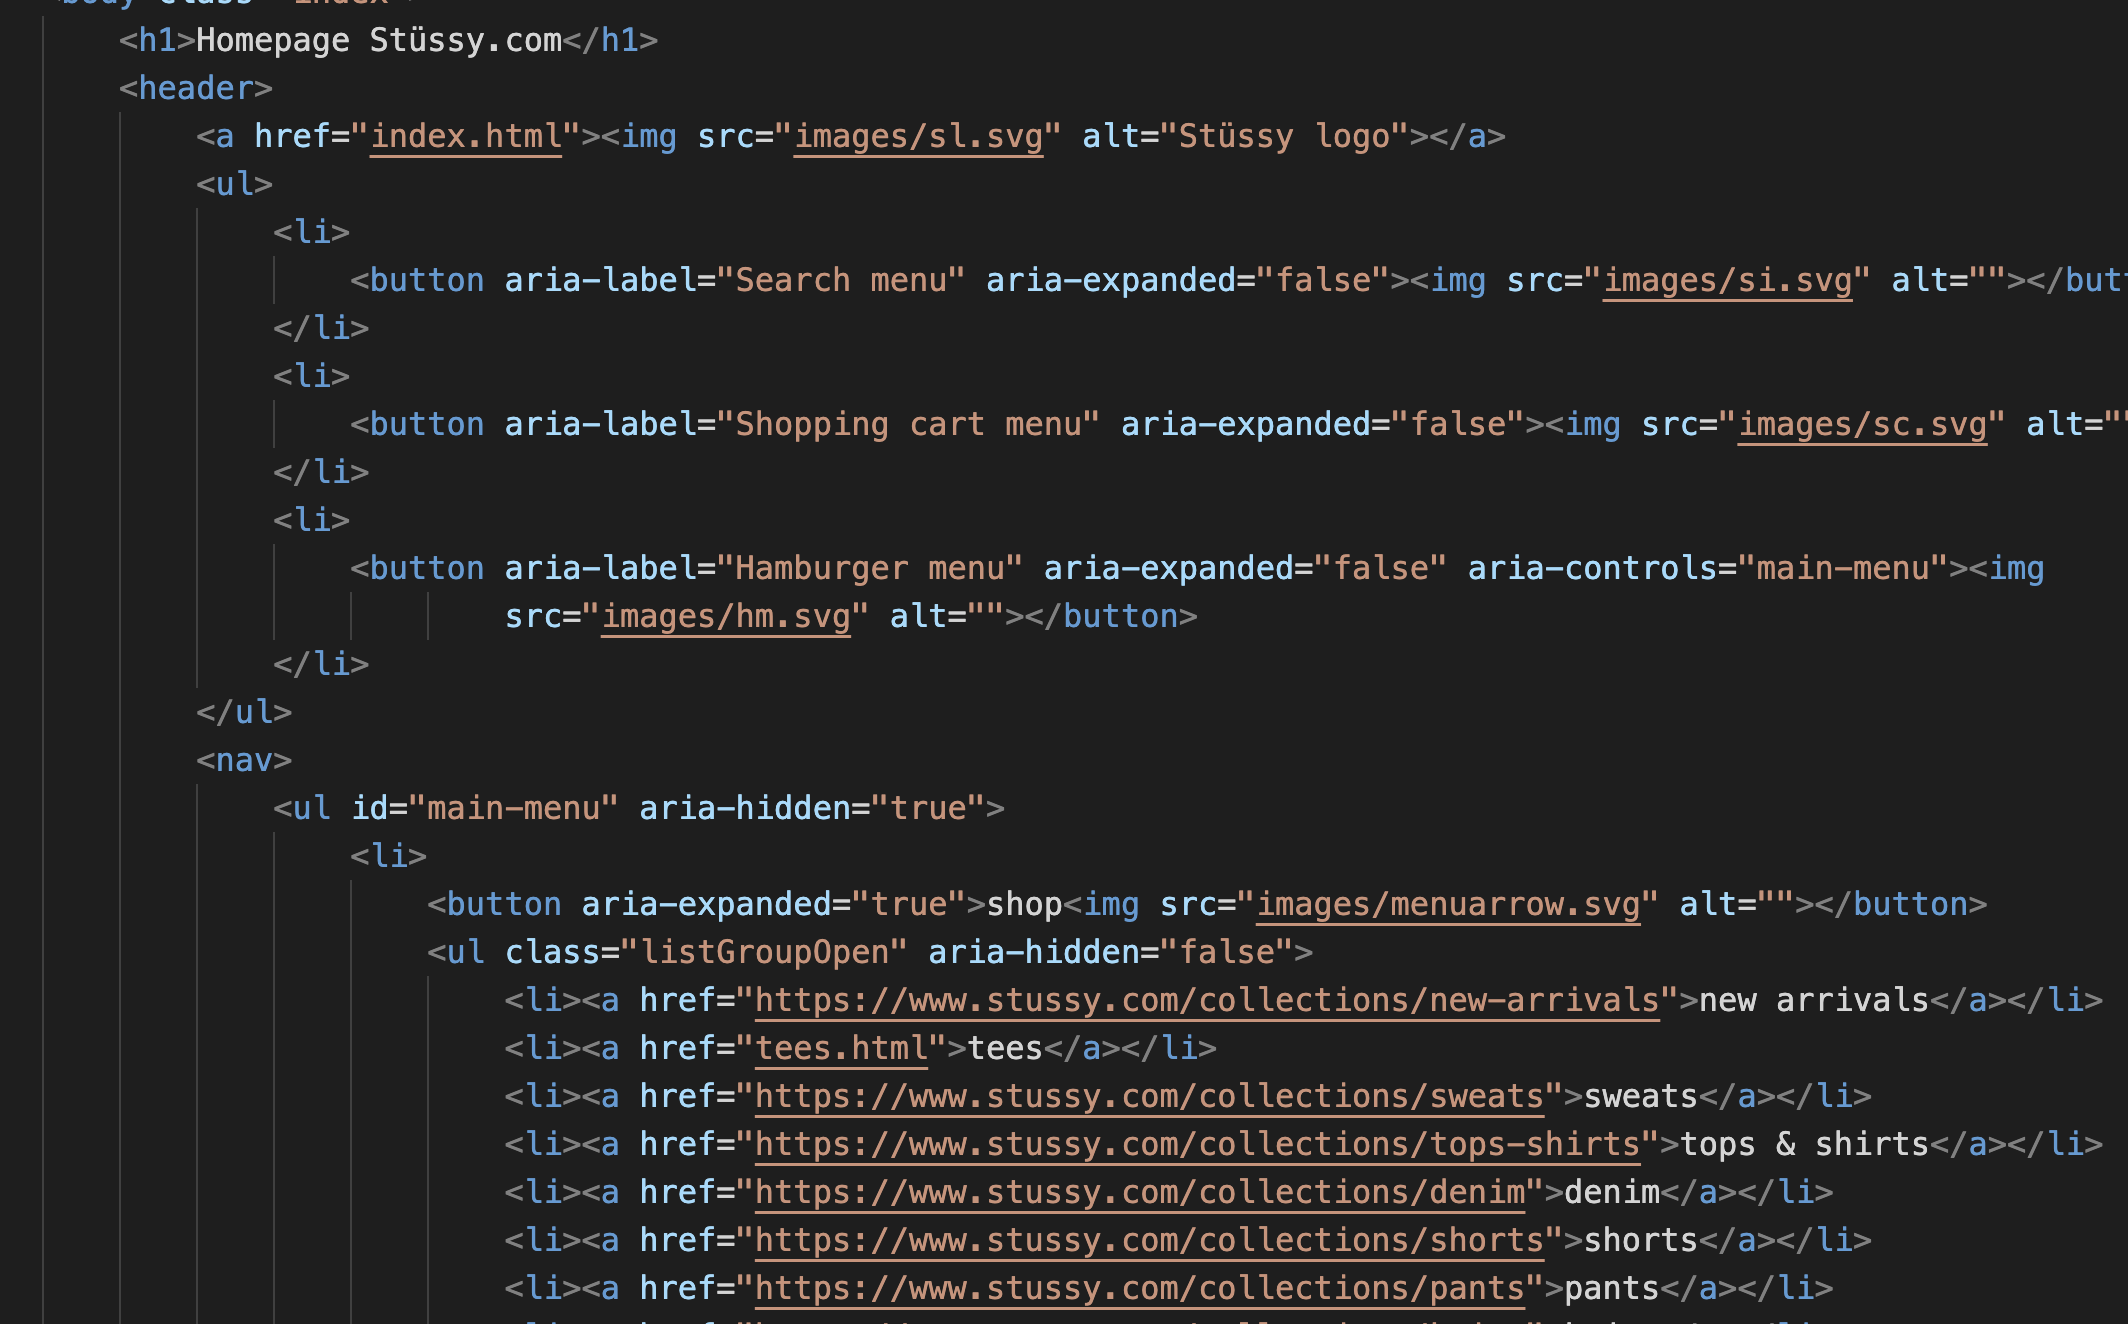 <body class="index">
<h1>Homepage Stüssy.com</h1>
<header>
<a href="index.html"><img src="images/sl.svg" alt="Stüssy logo"></a>
<ul>
<li>
<button aria-label="Search menu" aria-expanded="false"><img src="images/si.svg" alt=""></butt
</li>
<li>
<button aria-label="Shopping cart menu" aria-expanded="false"><img src="images/sc.svg" alt=""
</li>
<li>
<button aria-label="Hamburger menu" aria-expanded="false" aria-controls="main-menu"><img
src="images/hm.svg" alt=""></button>
</li>
</ul>
<nav>
<ul id="main-menu" aria-hidden="true">
<li>
<button aria-expanded="true">shop<img src="images/menuarrow.svg" alt=""></button>
<ul class="listGroupOpen" aria-hidden="false">
<li><a href="https://www.stussy.com/collections/new-arrivals">new arrivals</a></li>
<li><a href="tees.html">tees</a></li>
<li><a href="https://www.stussy.com/collections/sweats">sweats</a></li>
<li><a href="https://www.stussy.com/collections/tops-shirts">tops & shirts</a></li>
<li><a href="https://www.stussy.com/collections/denim">denim</a></li>
<li><a href="https://www.stussy.com/collections/shorts">shorts</a></li>
<li><a href="https://www.stussy.com/collections/pants">pants</a></li>